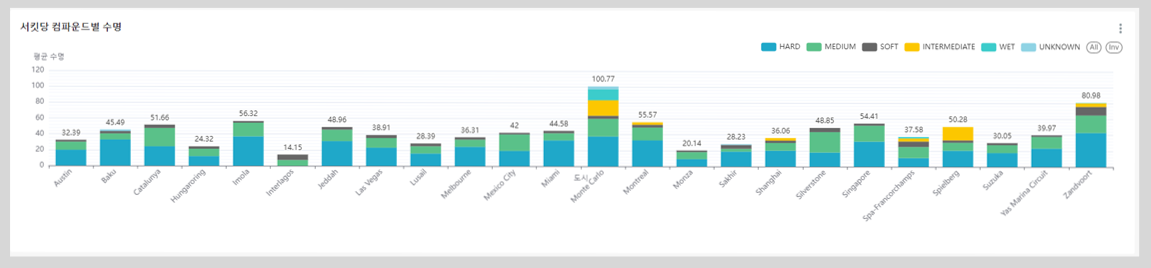 서킷당 컴파운드별 수명
HARD MEDIUM SOFT INTERMEDIATE WET UNKNOWN All Inv
평균 수명
120
100
80
60
40
20
0
32.39 45.49 51.66 24.32 56.32 14.15 48.96 38.91 28.39 36.31 42 44.58 100.77 55.57 20.14 28.23 36.06 48.85 54.41 37.58 50.28 30.05 39.97 80.98
Austin Baku Catalunya Hungaroring Imola Interlagos Jeddah Las Vegas Lusail Melbourne Mexico City Miami Monte Carlo Montreal Monza Sakhir Shanghai Silverstone Singapore Spa-Francorchamps Spielberg Suzuka Yas Marina Circuit Zandvoort
도시